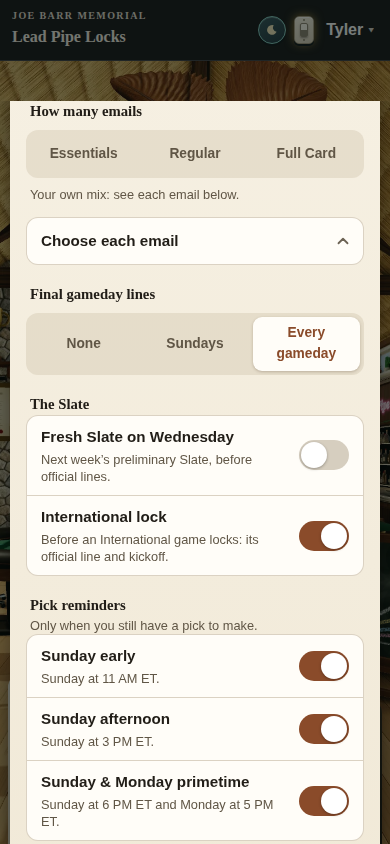 JOE BARR MEMORIAL
Lead Pipe Locks
Tyler
How many emails
Essentials
Regular
Full Card
Your own mix: see each email below.
Choose each email
Final gameday lines
None
Sundays
Every
gameday
The Slate
Fresh Slate on Wednesday
Next week's preliminary Slate, before
official lines.
International lock
Before an International game locks: its
official line and kickoff.
Pick reminders
Only when you still have a pick to make.
Sunday early
Sunday at 11 AM ET.
Sunday afternoon
Sunday at 3 PM ET.
Sunday & Monday primetime
Sunday at 6 PM ET and Monday at 5 PM
ET.